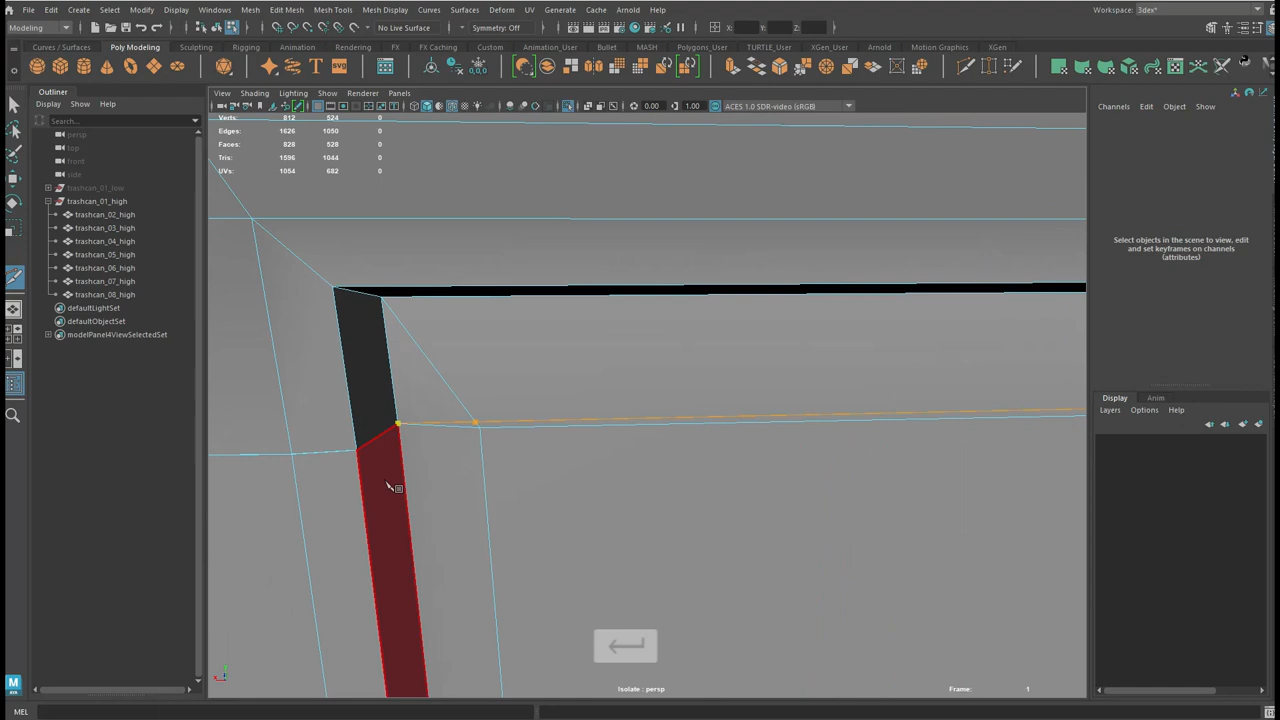 File Edit Create Select Modify Display Windows Mesh Edit Mesh Mesh Tools Mesh Display Curves Surfaces Deform UV Generate Cache Arnold Help
Workspace: 3dex*
Modeling
No Live Surface
Symmetry: Off
X:
Y:
Z:
Curves / Surfaces Poly Modeling Sculpting Rigging Animation Rendering FX FX Caching Custom Animation_User Bullet MASH Polygons_User TURTLE_User XGen_User Arnold Motion Graphics XGen
Outliner
Display Show Help
Search...
persp
top
front
side
trashcan_01_low
trashcan_01_high
trashcan_02_high
trashcan_03_high
trashcan_04_high
trashcan_05_high
trashcan_06_high
trashcan_07_high
trashcan_08_high
defaultLightSet
defaultObjectSet
modelPanel4ViewSelectedSet
View Shading Lighting Show Renderer Panels
0.00
1.00
ACES 1.0 SDR-video (sRGB)
Verts: 812 524 0
Edges: 1626 1050 0
Faces: 828 528 0
Tris: 1596 1044 0
UVs: 1054 682 0
Isolate : persp
Frame: 1
Channels Edit Object Show
Select objects in the scene to view, edit
and set keyframes on channels
(attributes)
Display Anim
Layers Options Help
MEL